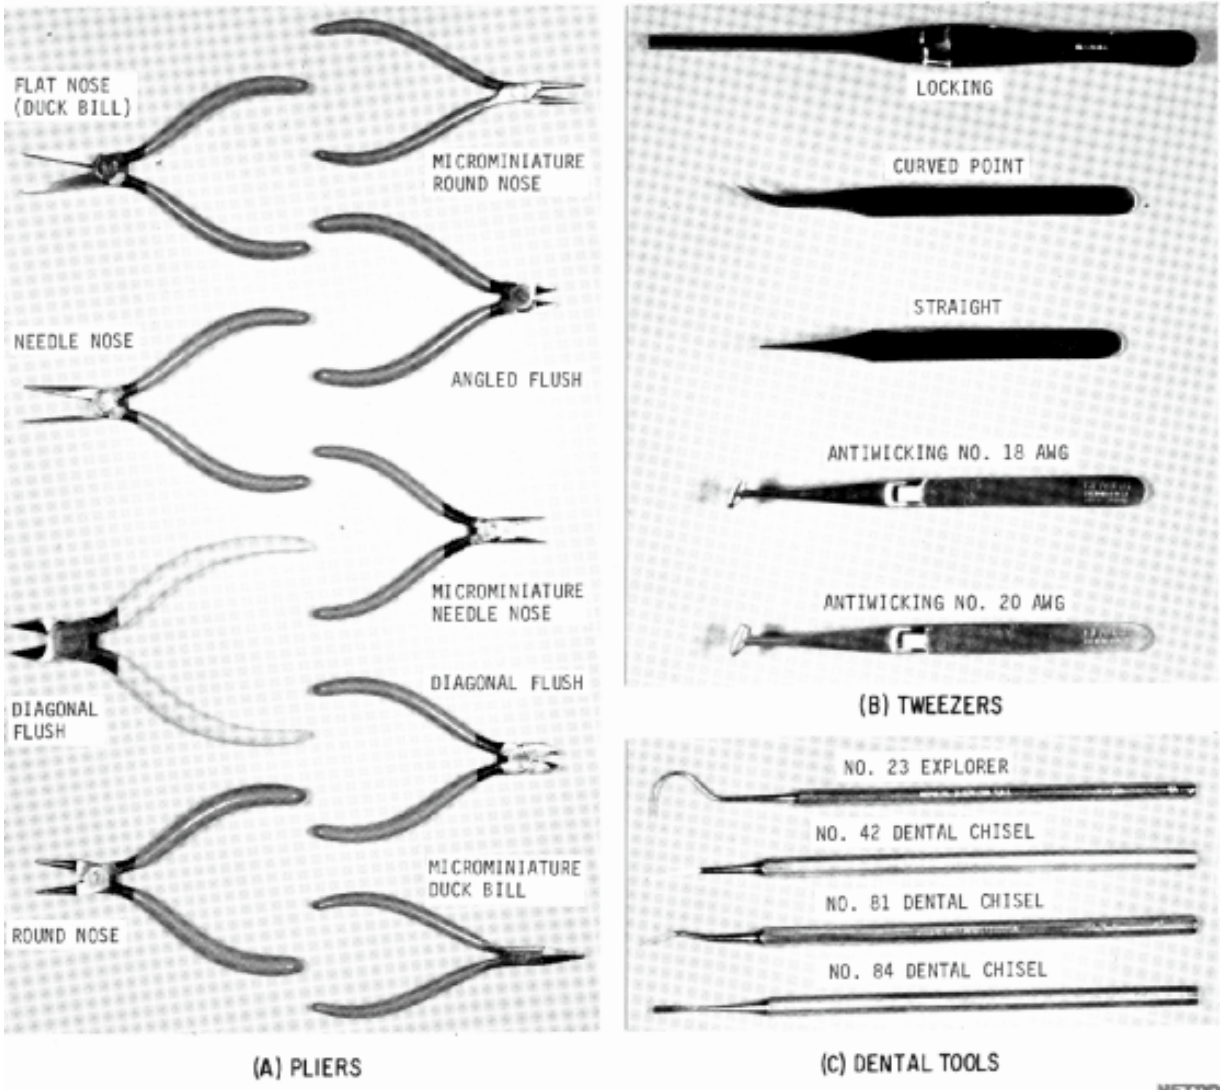 FLAT NOSE
(DUCK BILL)
MICROMINIATURE
ROUND NOSE
NEEDLE NOSE
ANGLED FLUSH
MICROMINIATURE
NEEDLE NOSE
DIAGONAL
FLUSH
DIAGONAL FLUSH
MICROMINIATURE
DUCK BILL
ROUND NOSE
(A) PLIERS
LOCKING
CURVED POINT
STRAIGHT
ANTIWICKING NO. 18 AWG
ANTIWICKING NO. 20 AWG
(B) TWEEZERS
NO. 23 EXPLORER
NO. 42 DENTAL CHISEL
NO. 81 DENTAL CHISEL
NO. 84 DENTAL CHISEL
(C) DENTAL TOOLS